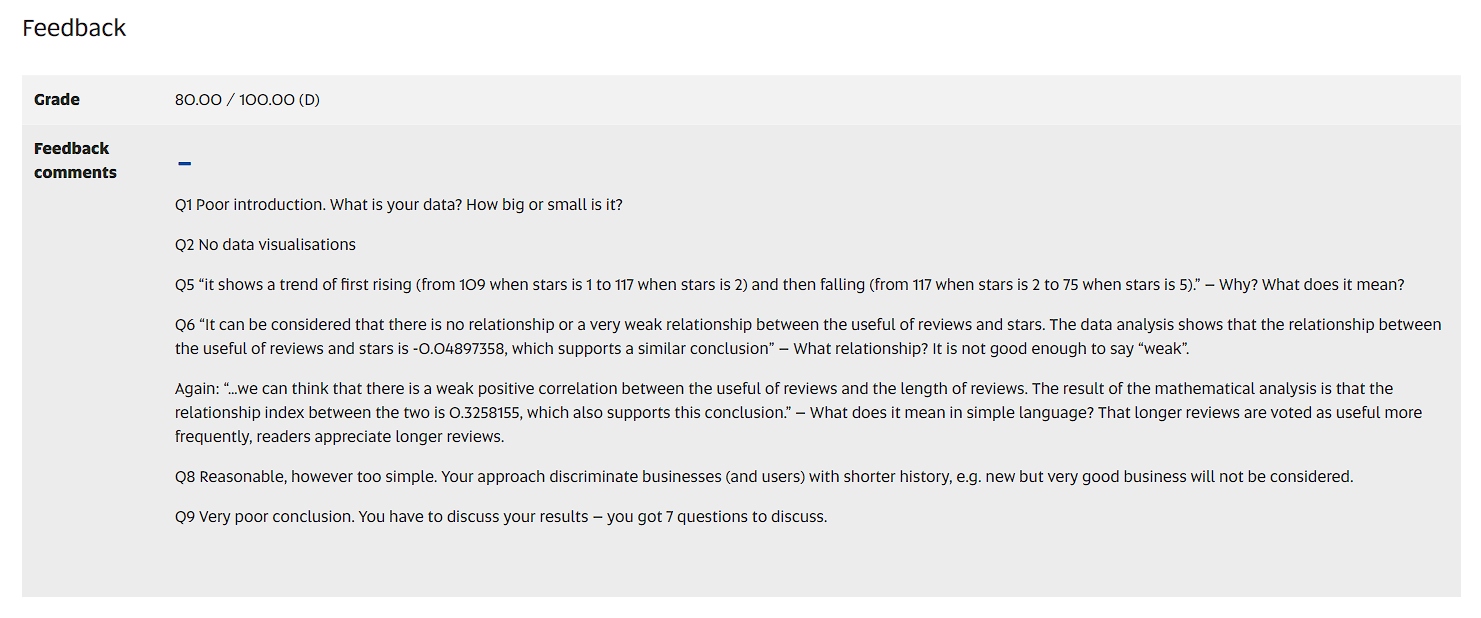 Feedback
Grade 80.00 / 100.00 (D)
Feedback
comments
Q1 Poor introduction. What is your data? How big or small is it?
Q2 No data visualisations
Q5 “it shows a trend of first rising (from 109 when stars is 1 to 117 when stars is 2) and then falling (from 117 when stars is 2 to 75 when stars is 5).” – Why? What does it mean?
Q6 “It can be considered that there is no relationship or a very weak relationship between the useful of reviews and stars. The data analysis shows that the relationship between
the useful of reviews and stars is -0.04897358, which supports a similar conclusion” – What relationship? It is not good enough to say “weak”.
Again: “...we can think that there is a weak positive correlation between the useful of reviews and the length of reviews. The result of the mathematical analysis is that the
relationship index between the two is 0.3258155, which also supports this conclusion.” – What does it mean in simple language? That longer reviews are voted as useful more
frequently, readers appreciate longer reviews.
Q8 Reasonable, however too simple. Your approach discriminate businesses (and users) with shorter history, e.g. new but very good business will not be considered.
Q9 Very poor conclusion. You have to discuss your results – you got 7 questions to discuss.